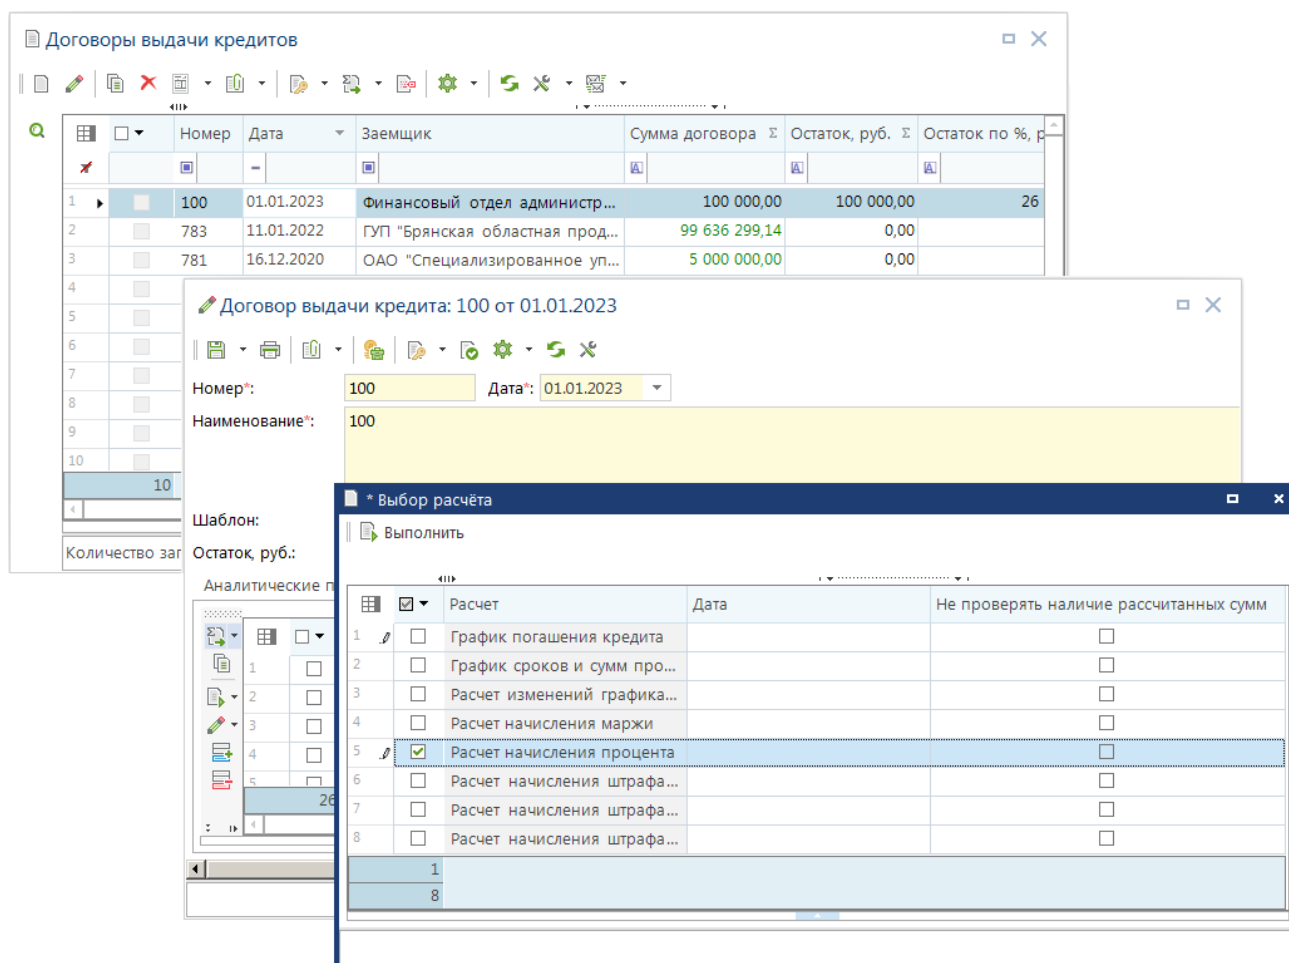 Договоры выдачи кредитов
Номер Дата Заемщик Сумма договора Σ Остаток, руб. Σ Остаток по %, р
1 100 01.01.2023 Финансовый отдел администр... 100 000,00 100 000,00 26
2 783 11.01.2022 ГУП "Брянская областная прод... 99 636 299,14 0,00
3 781 16.12.2020 ОАО "Специализированное уп... 5 000 000,00 0,00
4
5
6
7
8
9
10
10
Количество заг
Договор выдачи кредита: 100 от 01.01.2023
Номер*: 100 Дата*: 01.01.2023
Наименование*: 100
Шаблон:
Остаток, руб.:
Аналитические п
1
2
3
4
5
26
* Выбор расчёта
Выполнить
Расчет Дата Не проверять наличие рассчитанных сумм
1 График погашения кредита
2 График сроков и сумм про...
3 Расчет изменений графика...
4 Расчет начисления маржи
5 Расчет начисления процента
6 Расчет начисления штрафа...
7 Расчет начисления штрафа...
8 Расчет начисления штрафа...
1
8